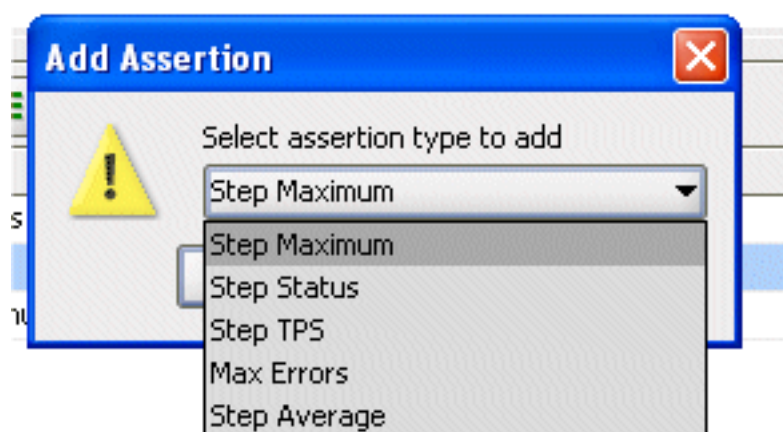 Add Assertion
Select assertion type to add
Step Maximum
Step Maximum
Step Status
Step TPS
Max Errors
Step Average